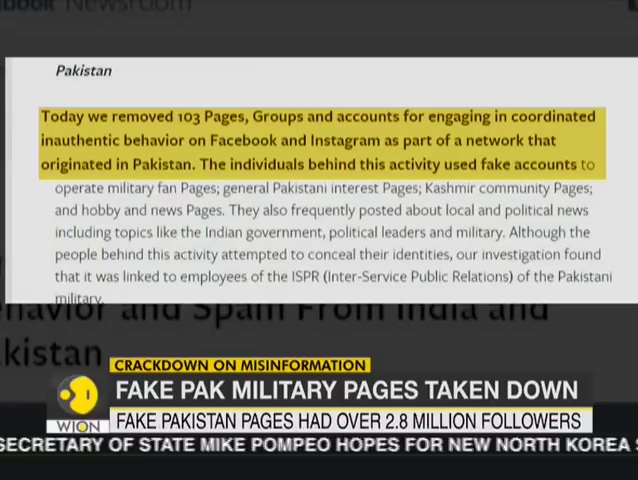 Newsroom
Pakistan
Today we removed 103 Pages, Groups and accounts for engaging in coordinated
inauthentic behavior on Facebook and Instagram as part of a network that
originated in Pakistan. The individuals behind this activity used fake accounts to
operate military fan Pages; general Pakistani interest Pages; Kashmir community Pages;
and hobby and news Pages. They also frequently posted about local and political news
including topics like the Indian government, political leaders and military. Although the
people behind this activity attempted to conceal their identities, our investigation found
that it was linked to employees of the ISPR (Inter-Service Public Relations) of the Pakistani
military.
and Spam From India and
kistan
CRACKDOWN ON MISINFORMATION
FAKE PAK MILITARY PAGES TAKEN DOWN
WION
FAKE PAKISTAN PAGES HAD OVER 2.8 MILLION FOLLOWERS
SECRETARY OF STATE MIKE POMPEO HOPES FOR NEW NORTH KOREA S